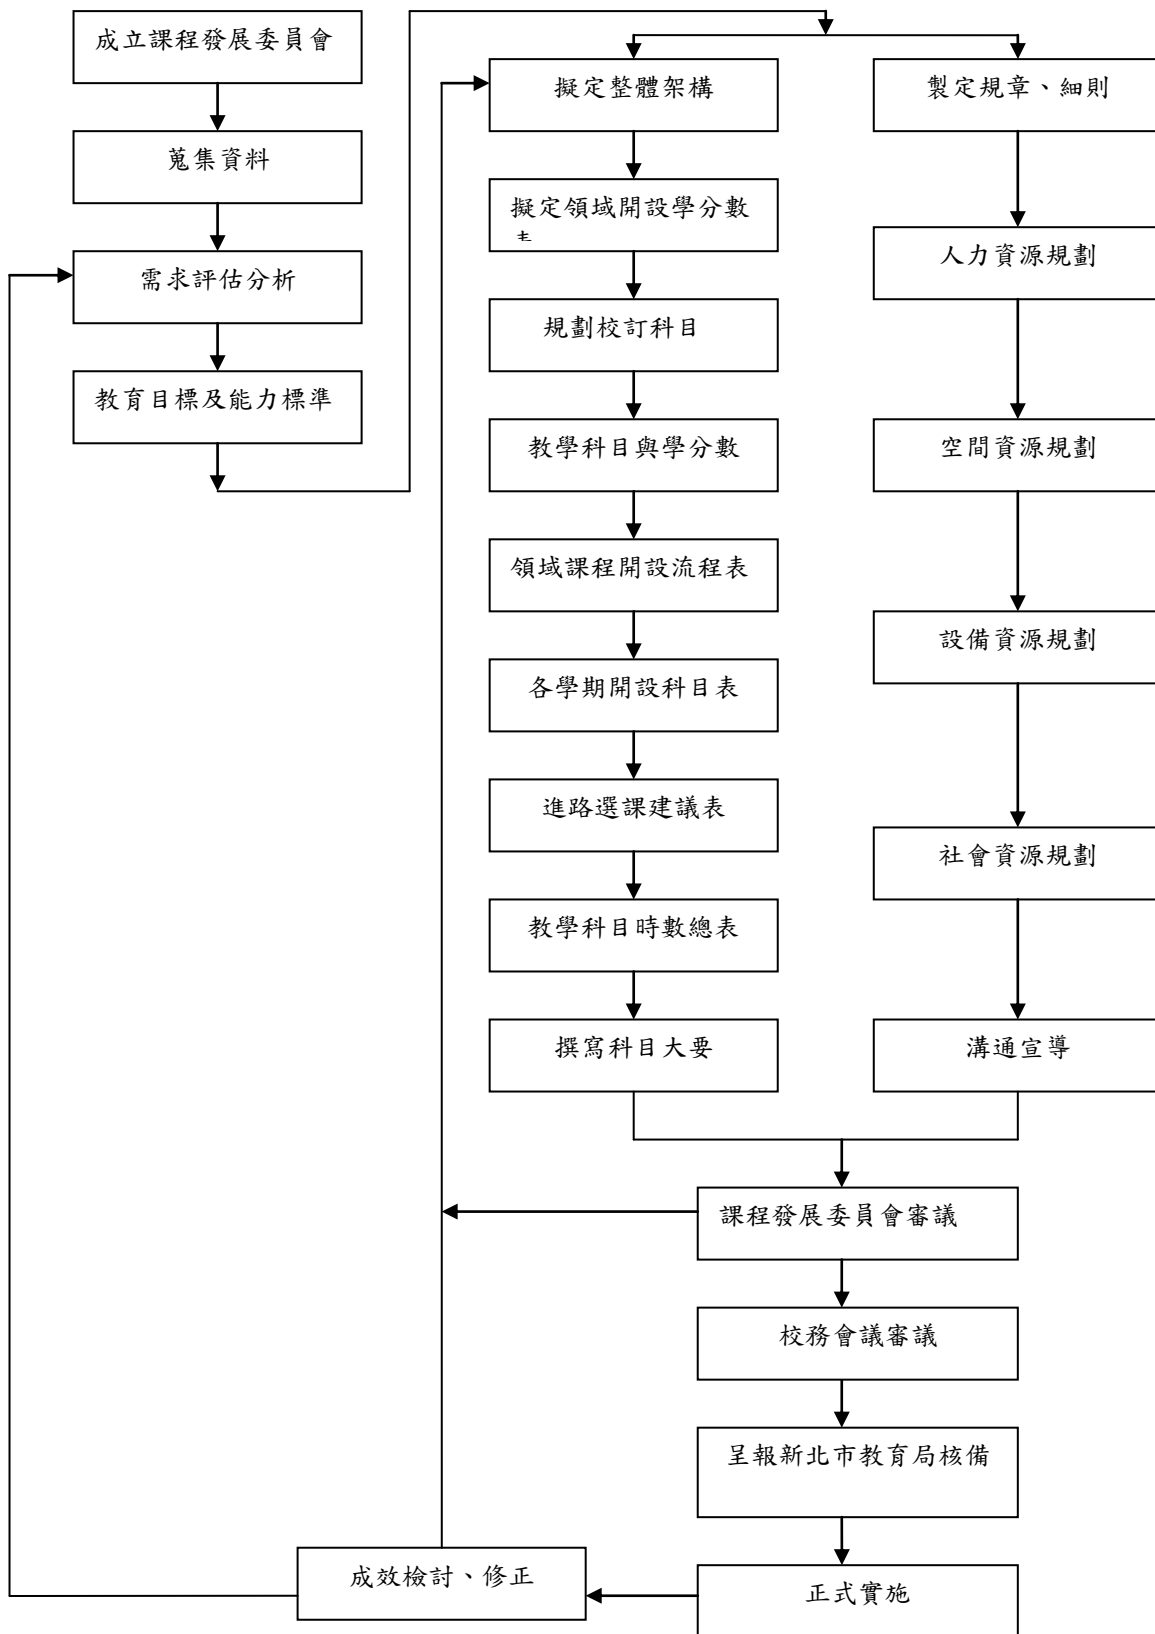 成立課程發展委員會
蒐集資料
需求評估分析
教育目標及能力標準
擬定整體架構
擬定領域開設學分數
規劃校訂科目
教學科目與學分數
領域課程開設流程表
各學期開設科目表
進路選課建議表
教學科目時數總表
撰寫科目大要
製定規章、細則
人力資源規劃
空間資源規劃
設備資源規劃
社會資源規劃
溝通宣導
課程發展委員會審議
校務會議審議
呈報新北市教育局核備
正式實施
成效檢討、修正